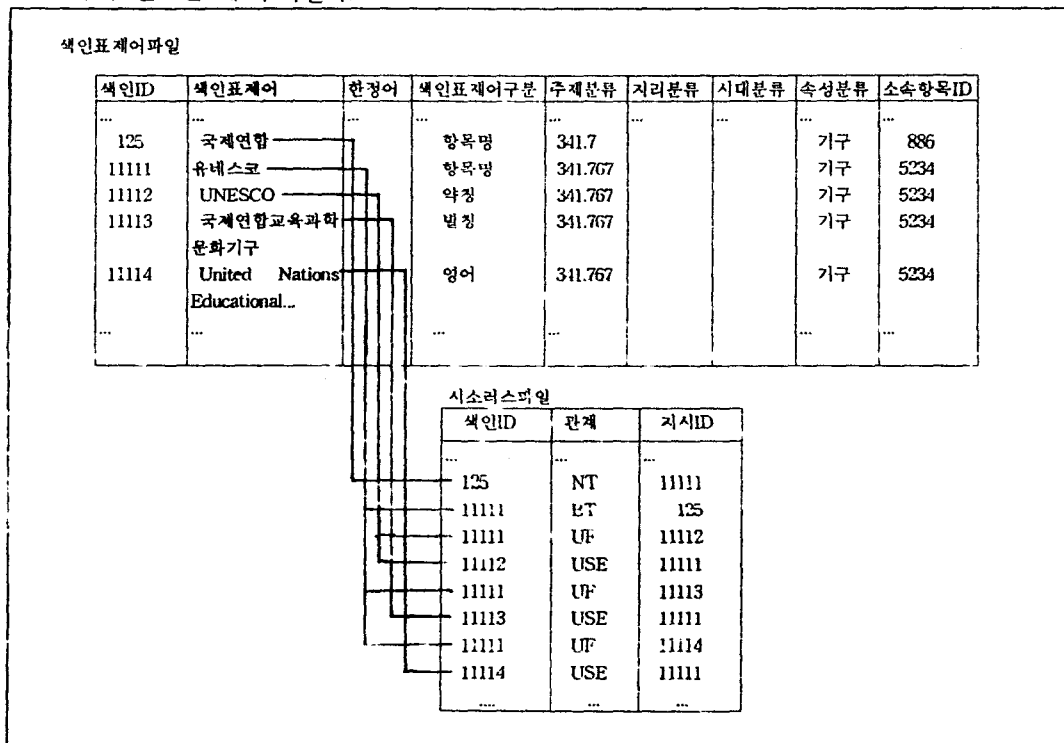 색인표제어파일
색인ID 색인표제어 한정어 색인표제어구분 주제분류 지리분류 시대분류 속성분류 소속항목ID
... ... ... ... ... ... ... ... ...
125 국제연합 항목명 341.7 기구 886
11111 유네스코 항목명 341.767 기구 5234
11112 UNESCO 약칭 341.767 기구 5234
11113 국제연합교육과학 별칭 341.767 기구 5234
문화기구
11114 United Nations 영어 341.767 기구 5234
Educational...
... ... ... ... ... ...
시소러스파일
색인ID 관계 지시ID
... ... ...
125 NT 11111
11111 BT 125
11111 UF 11112
11112 USE 11111
11111 UF 11113
11113 USE 11111
11111 UF 11114
11114 USE 11111
.... ... ...